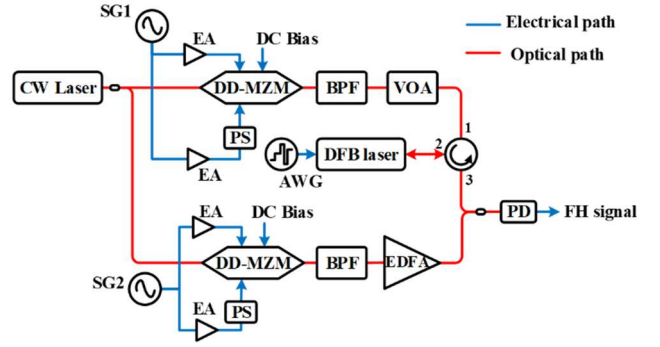 SG1
EA
DC Bias
Electrical path
Optical path
CW Laser
DD-MZM
BPF
VOA
PS
1
2
3
EA
AWG
DFB laser
EA
DC Bias
PD
FH signal
SG2
DD-MZM
BPF
EDFA
EA
PS